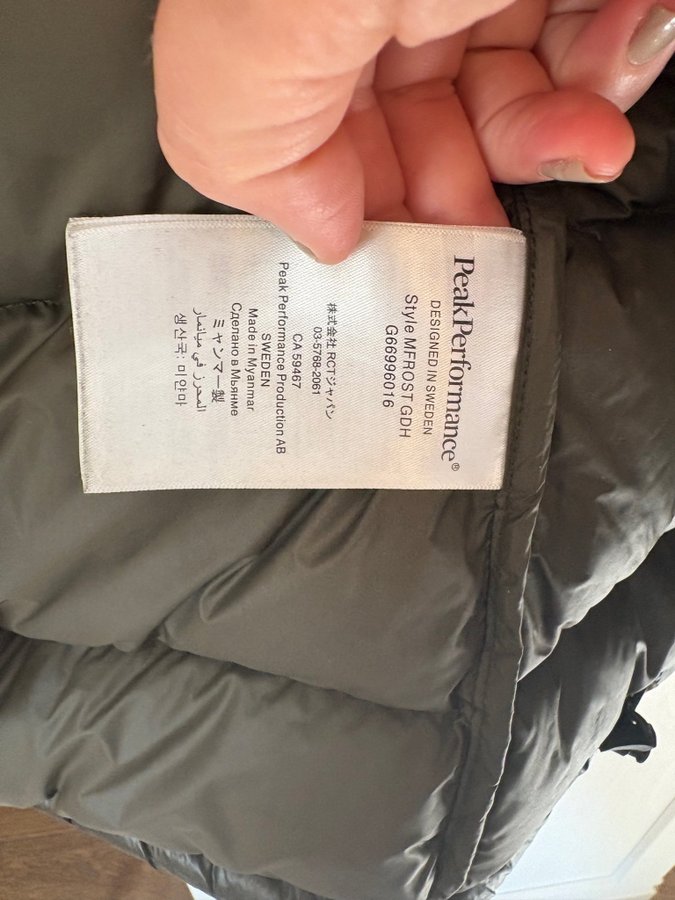 PeakPerformance®
DESIGNED IN SWEDEN
Style MFROST GDH
G66996016
株式会社 RCTジャパン
03-5768-2061
CA 59467
Peak Performance Production AB
SWEDEN
Made in Myanmar
Сделано в Мьянме
ミャンマー製
المحرز في ميانمار
생산국: 미얀마